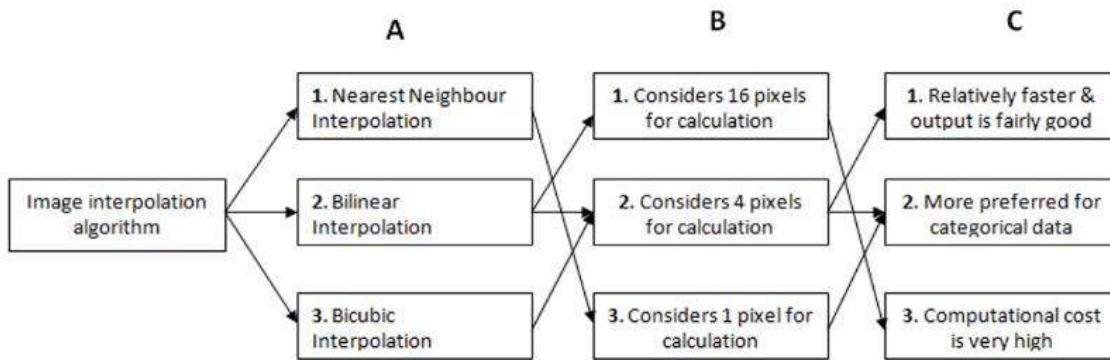 A
B
C
1. Nearest Neighbour
Interpolation
1. Considers 16 pixels
for calculation
1. Relatively faster &
output is fairly good
Image interpolation
algorithm
2. Bilinear
Interpolation
2. Considers 4 pixels
for calculation
2. More preferred for
categorical data
3. Bicubic
Interpolation
3. Considers 1 pixel for
calculation
3. Computational cost
is very high